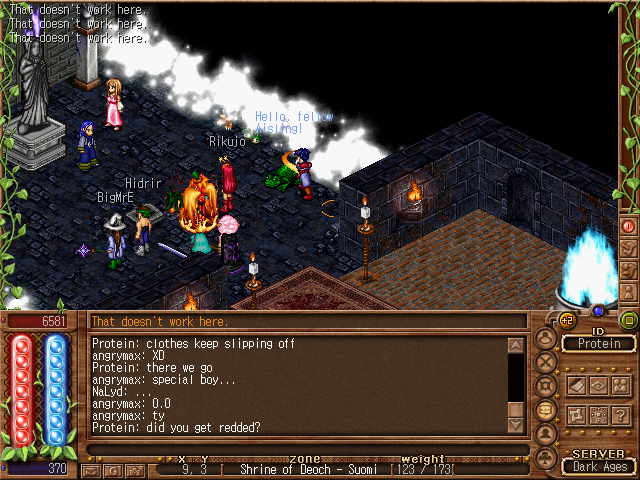 That doesn't work here.
That doesn't work here.
That doesn't work here.
Hello, fellow
Aisling!
Rikujo
Hidrir
BigMrE
6581
That doesn't work here.
Protein: clothes keep slipping off
angrymax: XD
Protein: there we go
angrymax: special boy...
NaLyd: ...
angrymax: O.O
angrymax: ty
Protein: did you get redded?
+2
ID
Protein
?
G
370
X Y
zone
weight
9, 3
[ Shrine of Deoch - Suomi
[123 / 173[
SERVER
Dark Ages